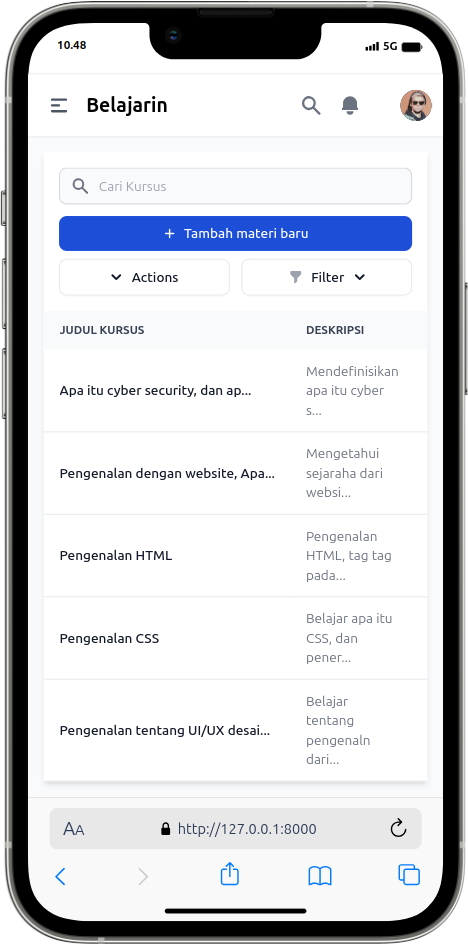 10.48
5G
Belajarin
Cari Kursus
+ Tambah materi baru
Actions
Filter
JUDUL KURSUS
DESKRIPSI
Apa itu cyber security, dan ap...
Mendefinisikan
apa itu cyber
s...
Pengenalan dengan website, Apa...
Mengetahui
sejaraha dari
websi...
Pengenalan HTML
Pengenalan
HTML, tag tag
pada...
Pengenalan CSS
Belajar apa itu
CSS, dan
pener...
Pengenalan tentang UI/UX desai...
Belajar
tentang
pengenaln
dari...
AA
http://127.0.0.1:8000